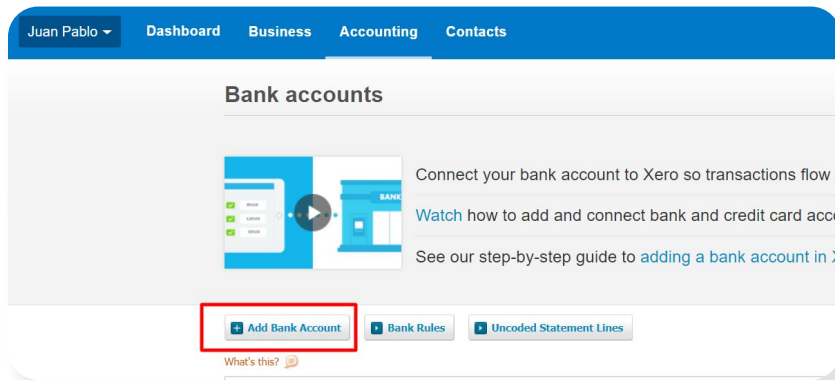 Juan Pablo
Dashboard
Business
Accounting
Contacts
Bank accounts
BANK
Connect your bank account to Xero so transactions flow
Watch how to add and connect bank and credit card acc
See our step-by-step guide to adding a bank account in
Add Bank Account
Bank Rules
Uncoded Statement Lines
What's this?